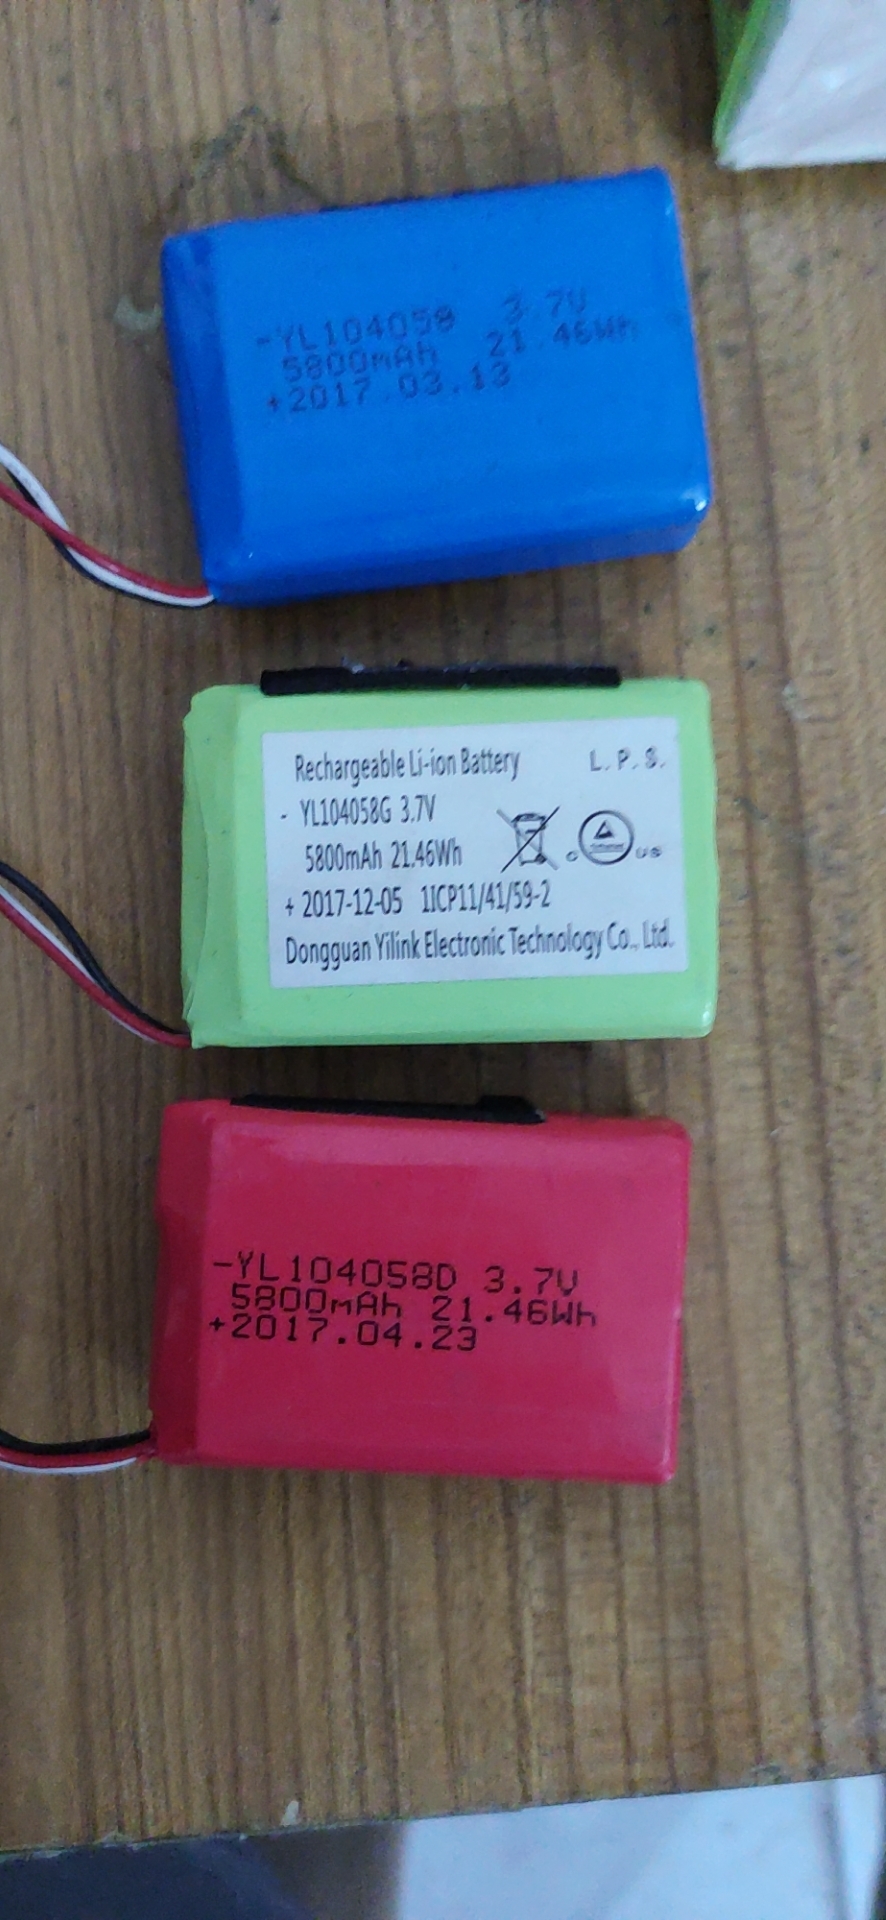 -YL104058 3.7V
5800mAh 21.46Wh
+2017.03.13
Rechargeable Li-ion Battery L.P.S.
- YL104058G 3.7V
5800mAh 21.46Wh
c us
+ 2017-12-05 1ICP11/41/59-2
Dongguan Yilink Electronic Technology Co., Ltd.
-YL104058D 3.7V
5800mAh 21.46Wh
+2017.04.23